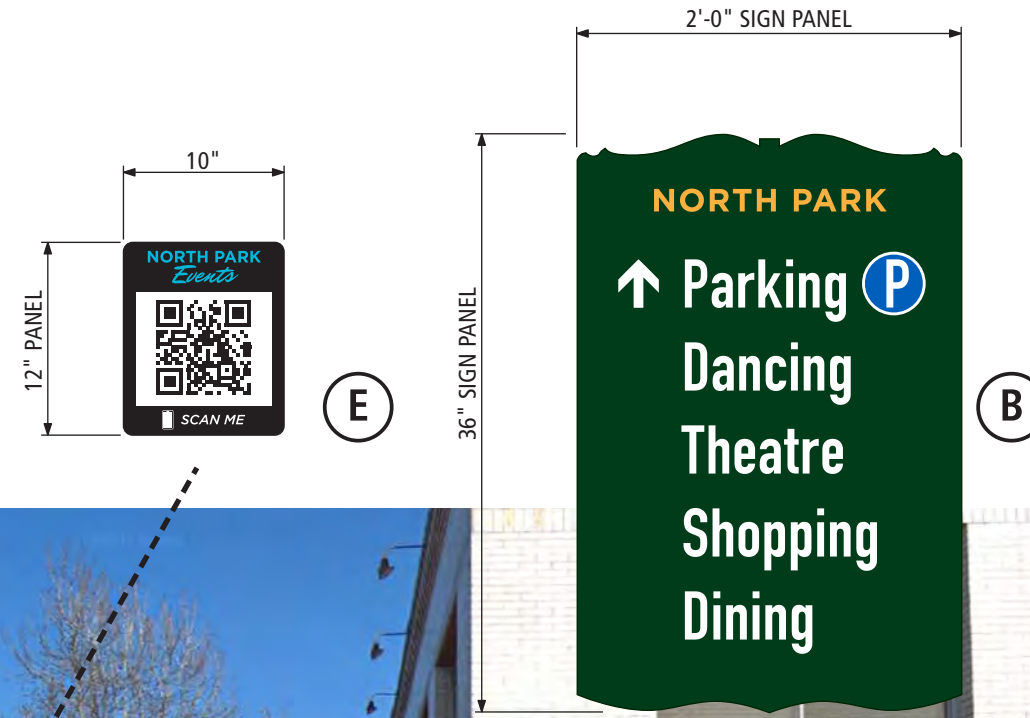 2'-0" SIGN PANEL
10"
12" PANEL
NORTH PARK
Events
SCAN ME
E
36" SIGN PANEL
NORTH PARK
Parking P
Dancing
Theatre
Shopping
Dining
B